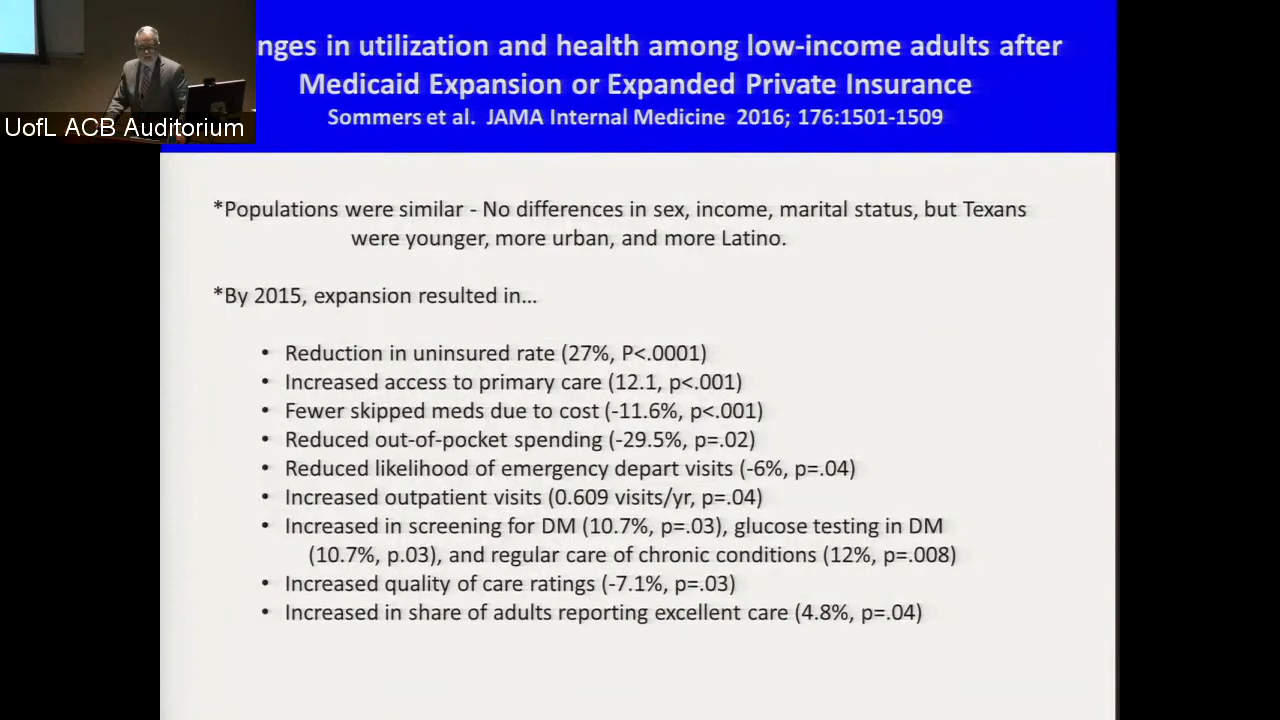 nges in utilization and health among low-income adults after
Medicaid Expansion or Expanded Private Insurance
Sommers et al. JAMA Internal Medicine 2016; 176:1501-1509
UofL ACB Auditorium
*Populations were similar - No differences in sex, income, marital status, but Texans
were younger, more urban, and more Latino.
*By 2015, expansion resulted in...
• Reduction in uninsured rate (27%, P<.0001)
• Increased access to primary care (12.1, p<.001)
• Fewer skipped meds due to cost (-11.6%, p<.001)
• Reduced out-of-pocket spending (-29.5%, p=.02)
• Reduced likelihood of emergency depart visits (-6%, p=.04)
• Increased outpatient visits (0.609 visits/yr, p=.04)
• Increased in screening for DM (10.7%, p=.03), glucose testing in DM
(10.7%, p.03), and regular care of chronic conditions (12%, p=.008)
• Increased quality of care ratings (-7.1%, p=.03)
• Increased in share of adults reporting excellent care (4.8%, p=.04)